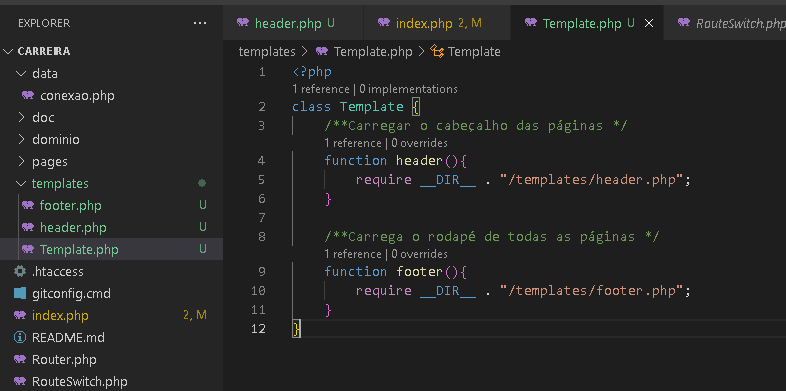 EXPLORER ...
CARREIRA
data
conexao.php
doc
dominio
pages
templates
footer.php U
header.php U
Template.php U
.htaccess
gitconfig.cmd
index.php 2, M
README.md
Router.php
RouteSwitch.php
header.php U index.php 2, M Template.php U RouteSwitch.php
templates > Template.php > Template
1 <?php
1 reference | 0 implementations
2 class Template {
3 /**Carregar o cabeçalho das páginas */
1 reference | 0 overrides
4 function header(){
5 require __DIR__ . "/templates/header.php";
6 }
7
8 /**Carrega o rodapé de todas as páginas */
1 reference | 0 overrides
9 function footer(){
10 require __DIR__ . "/templates/footer.php";
11 }
12 }